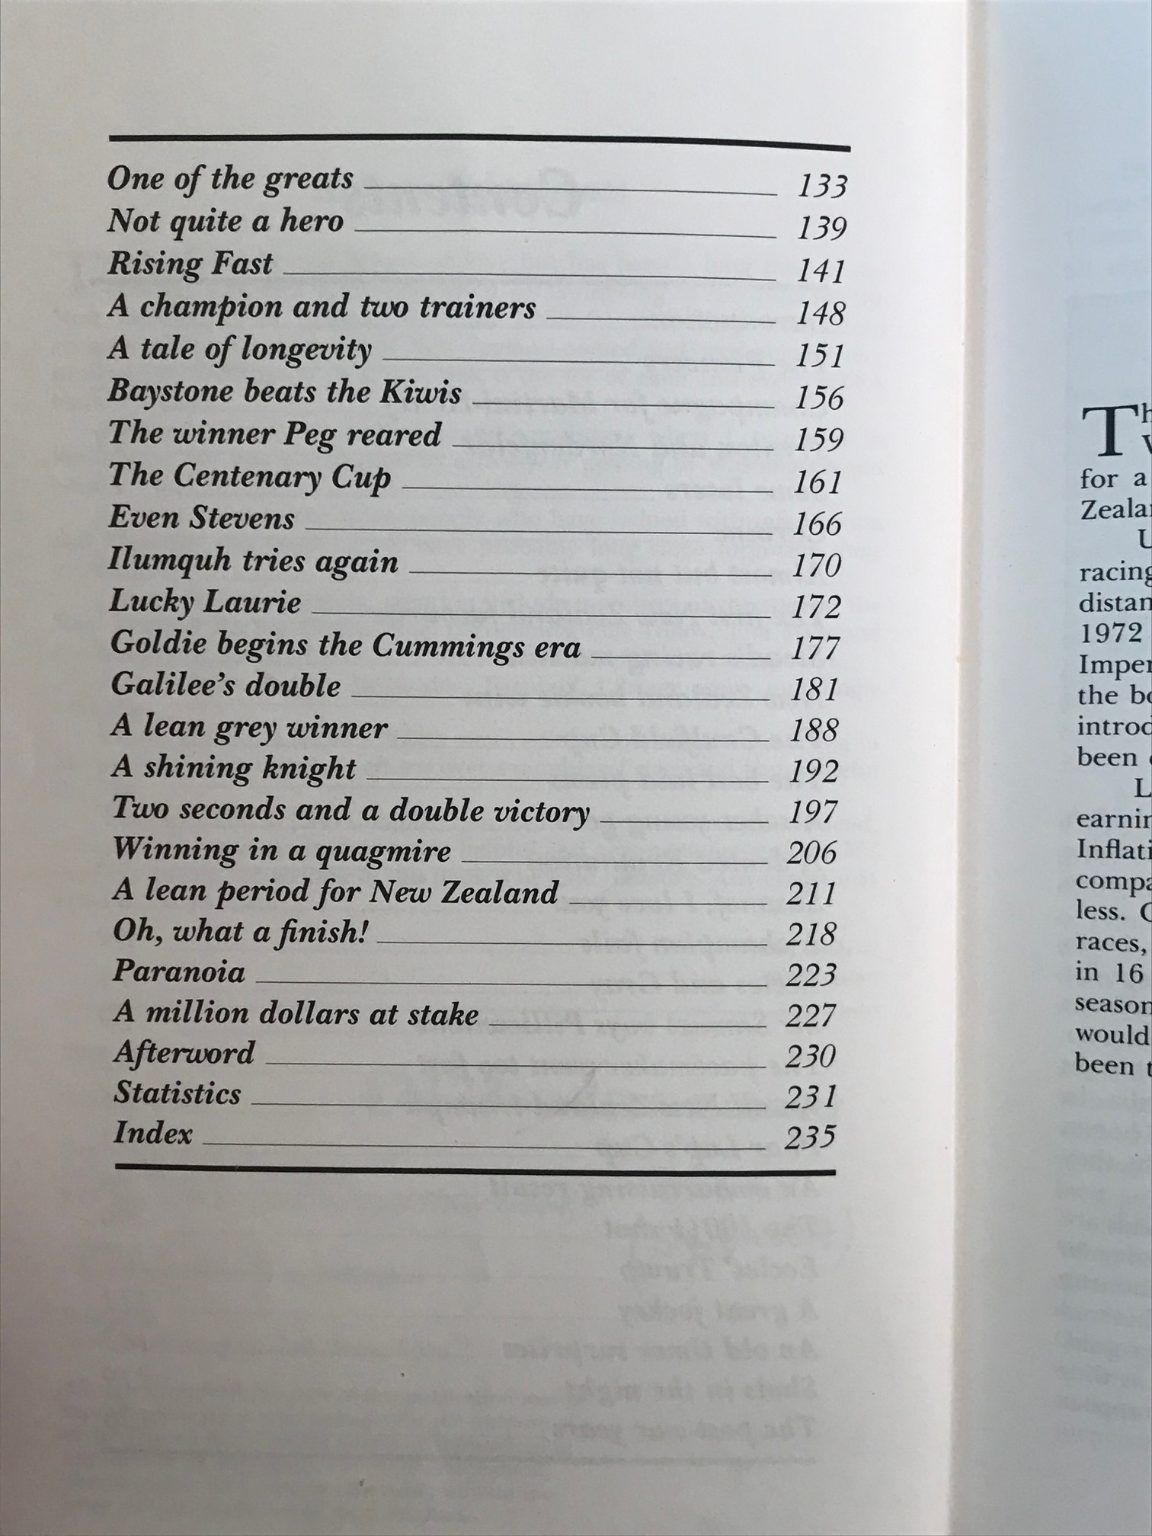 One of the greats 133
Not quite a hero 139
Rising Fast 141
A champion and two trainers 148
A tale of longevity 151
Baystone beats the Kiwis 156
The winner Peg reared 159
The Centenary Cup 161
Even Stevens 166
Ilumquh tries again 170
Lucky Laurie 172
Goldie begins the Cummings era 177
Galilee's double 181
A lean grey winner 188
A shining knight 192
Two seconds and a double victory 197
Winning in a quagmire 206
A lean period for New Zealand 211
Oh, what a finish! 218
Paranoia 223
A million dollars at stake 227
Afterword 230
Statistics 231
Index 235
for a
racing
1972
the
been
less.
races,
in 16
would
been